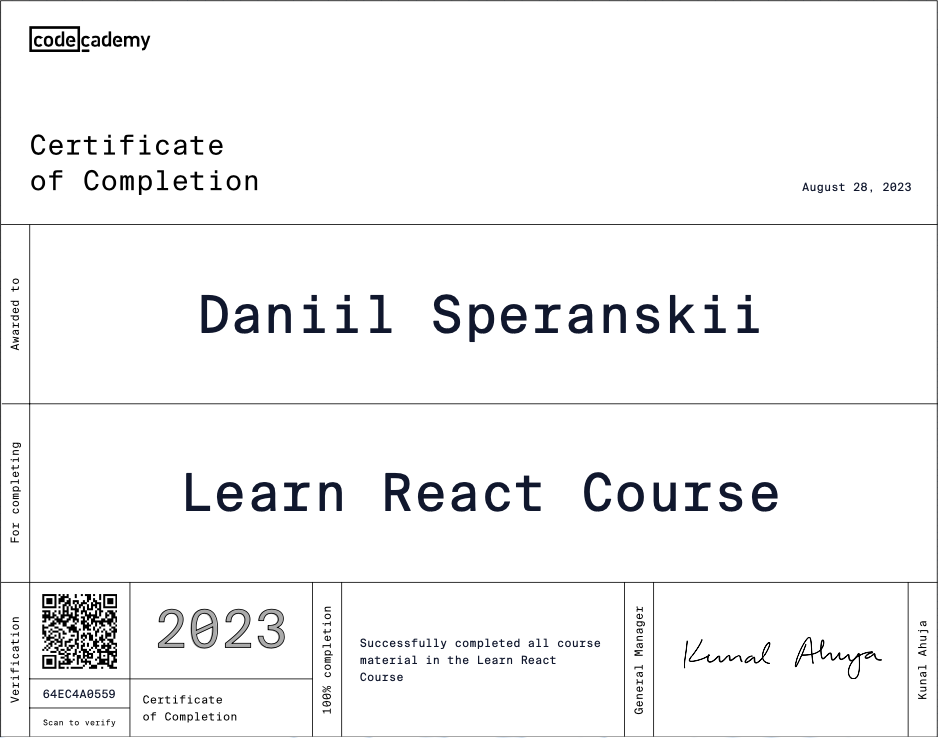 codecademy
Certificate
of Completion
August 28, 2023
Awarded to
Daniil Speranskii
For completing
Learn React Course
Verification
64EC4A0559
Scan to verify
2023
Certificate
of Completion
100% completion
Successfully completed all course
material in the Learn React
Course
General Manager
Kunal Ahuja
Kunal Ahuja